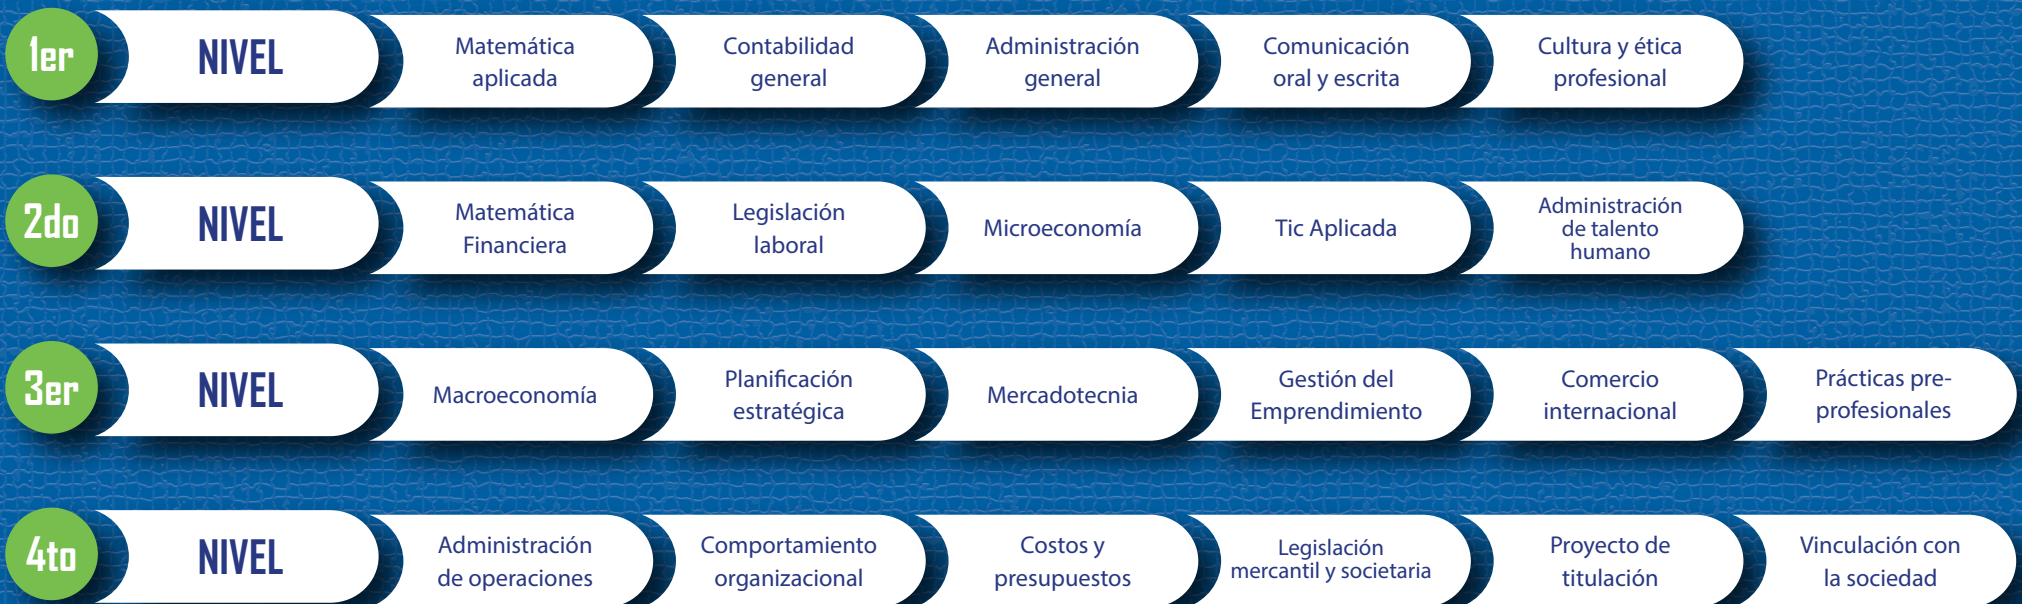 1er NIVEL
Matemática
aplicada
Contabilidad
general
Administración
general
Comunicación
oral y escrita
Cultura y ética
profesional
2do NIVEL
Matemática
Financiera
Legislación
laboral
Microeconomía
Tic Aplicada
Administración
de talento
humano
3er NIVEL
Macroeconomía
Planificación
estratégica
Mercadotecnia
Gestión del
Emprendimiento
Comercio
internacional
Prácticas pre-
profesionales
4to NIVEL
Administración
de operaciones
Comportamiento
organizacional
Costos y
presupuestos
Legislación
mercantil y societaria
Proyecto de
titulación
Vinculación con
la sociedad